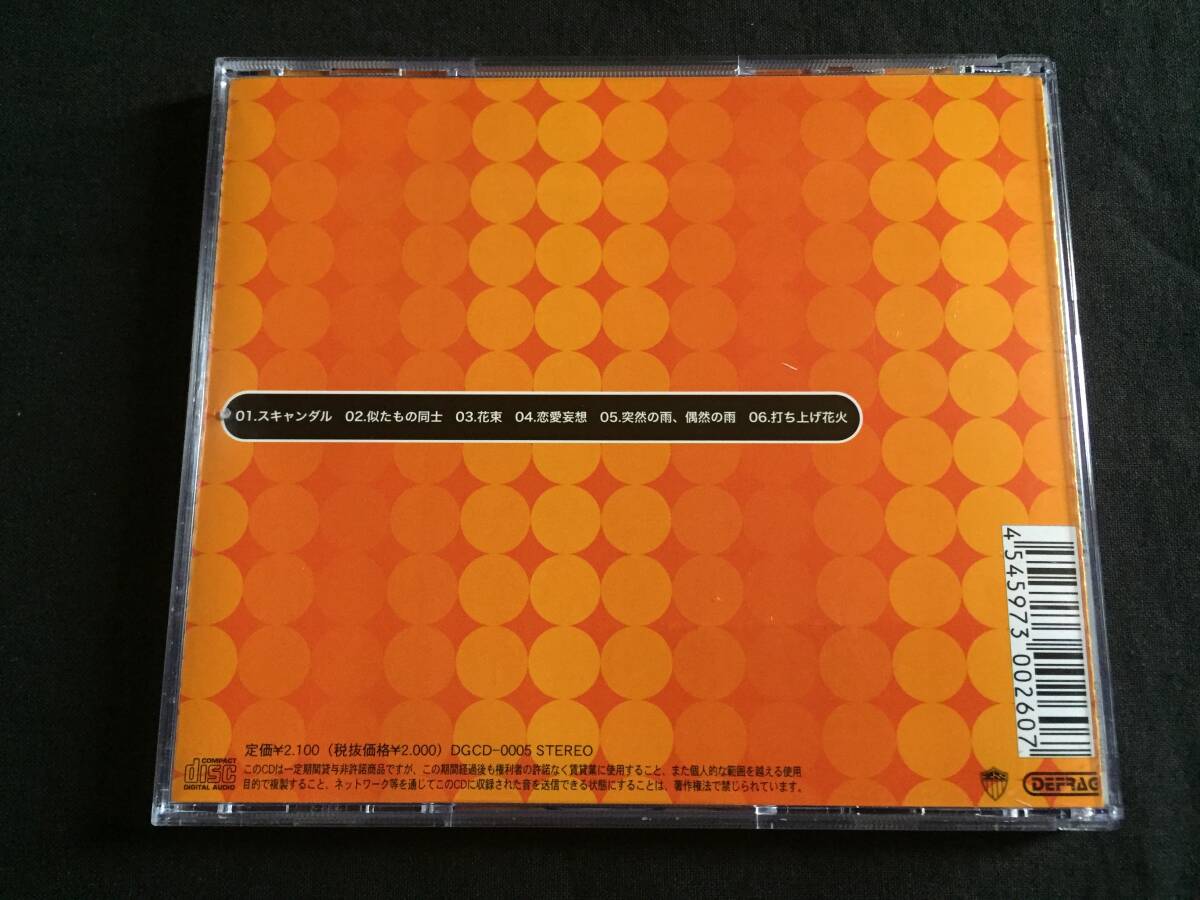 01.スキャンダル 02.似たもの同士 03.花束 04.恋愛妄想 05.突然の雨、偶然の雨 06.打ち上げ花火
4 545973 002607
定価¥2.100（税抜価格¥2.000）DGCD-0005 STEREO
COMPACT
disc
DIGITAL AUDIO
このCDは一定期間貸与非許諾商品ですが、この期間経過後も権利者の許諾なく賃貸業に使用すること、また個人的な範囲を越える使用
目的で複製すること、ネットワーク等を通じてこのCDに収録された音を送信できる状態にすることは、著作権法で禁じられています。
DEFRAG